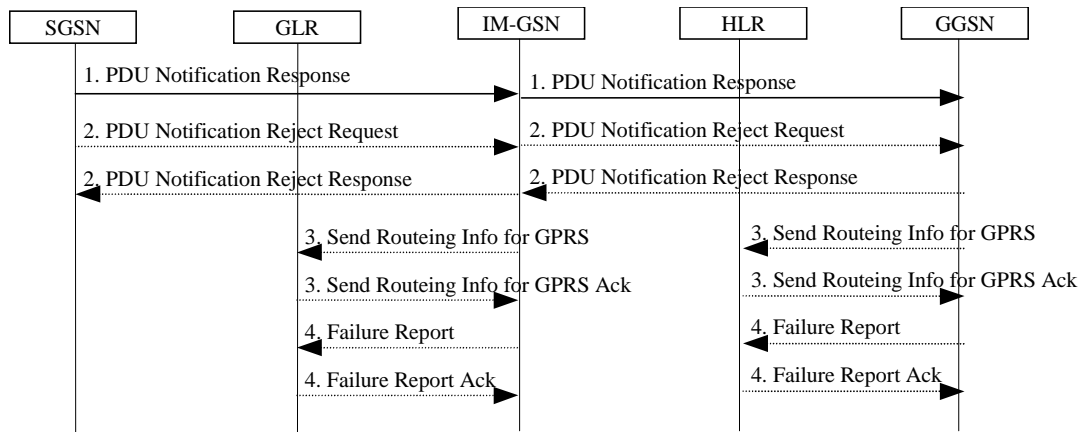 SGSN
GLR
IM-GSN
HLR
GGSN
1. PDU Notification Response
1. PDU Notification Response
2. PDU Notification Reject Request
2. PDU Notification Reject Request
2. PDU Notification Reject Response
2. PDU Notification Reject Response
3. Send Routeing Info for GPRS
3. Send Routeing Info for GPRS
3. Send Routeing Info for GPRS Ack
3. Send Routeing Info for GPRS Ack
4. Failure Report
4. Failure Report
4. Failure Report Ack
4. Failure Report Ack